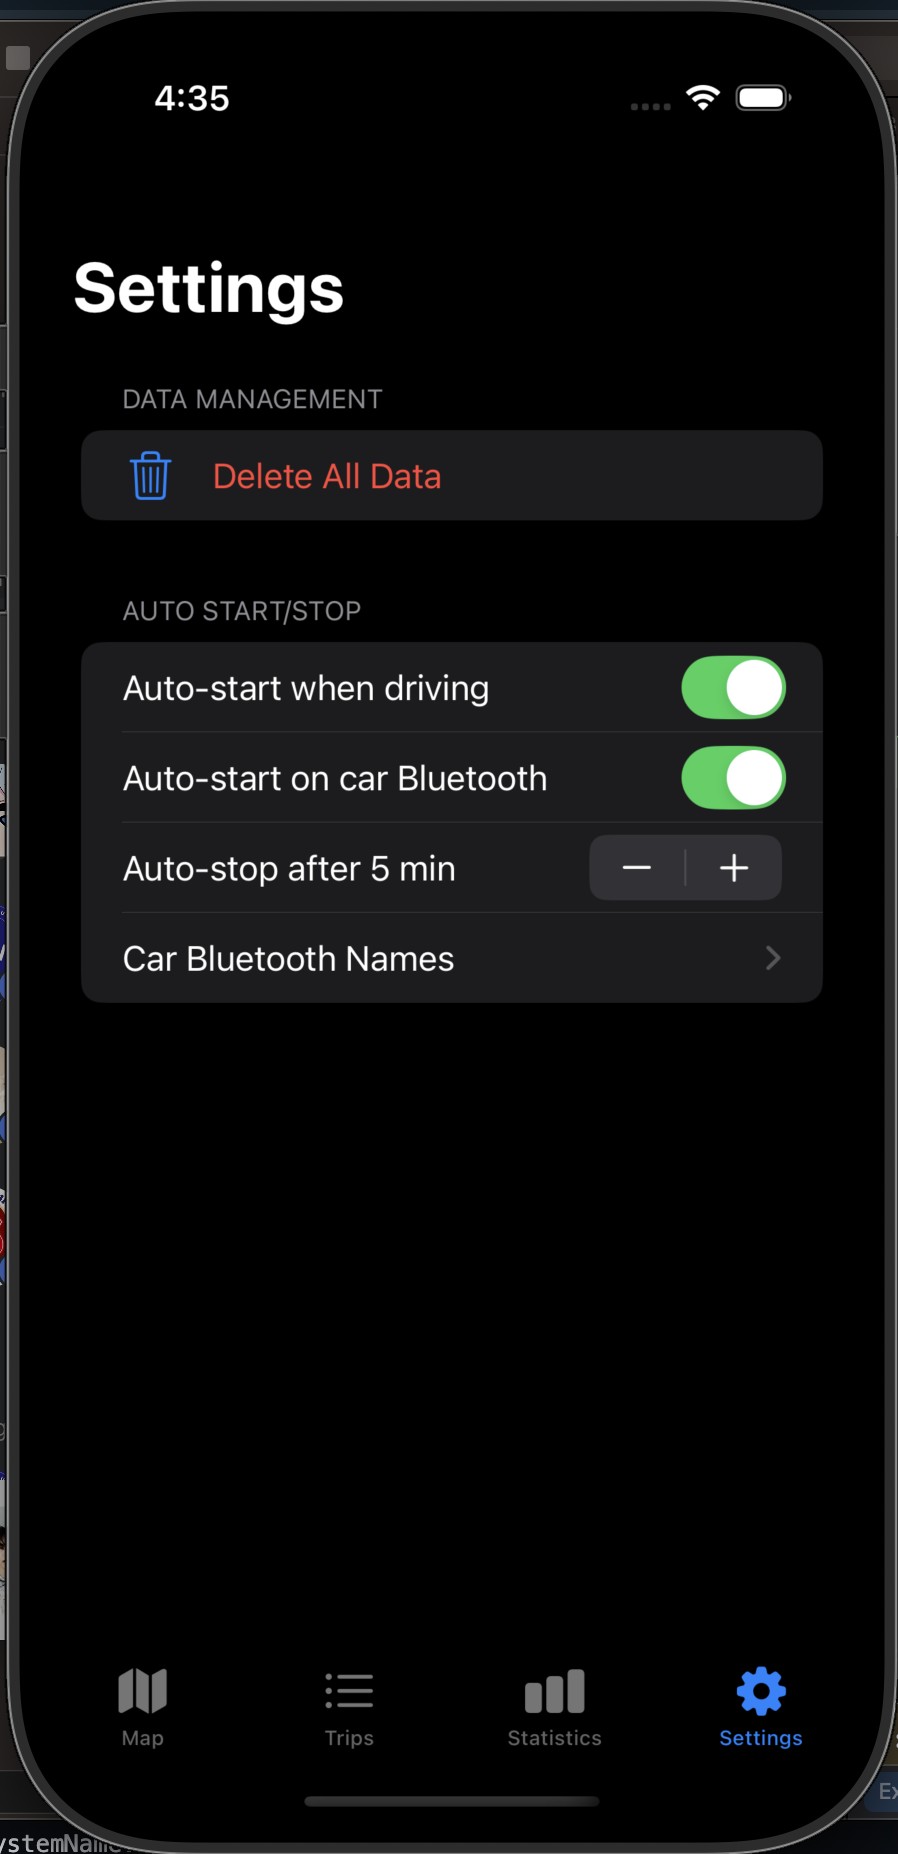 4:35
Settings
DATA MANAGEMENT
Delete All Data
AUTO START/STOP
Auto-start when driving
Auto-start on car Bluetooth
Auto-stop after 5 min
Car Bluetooth Names
Map
Trips
Statistics
Settings
Ex